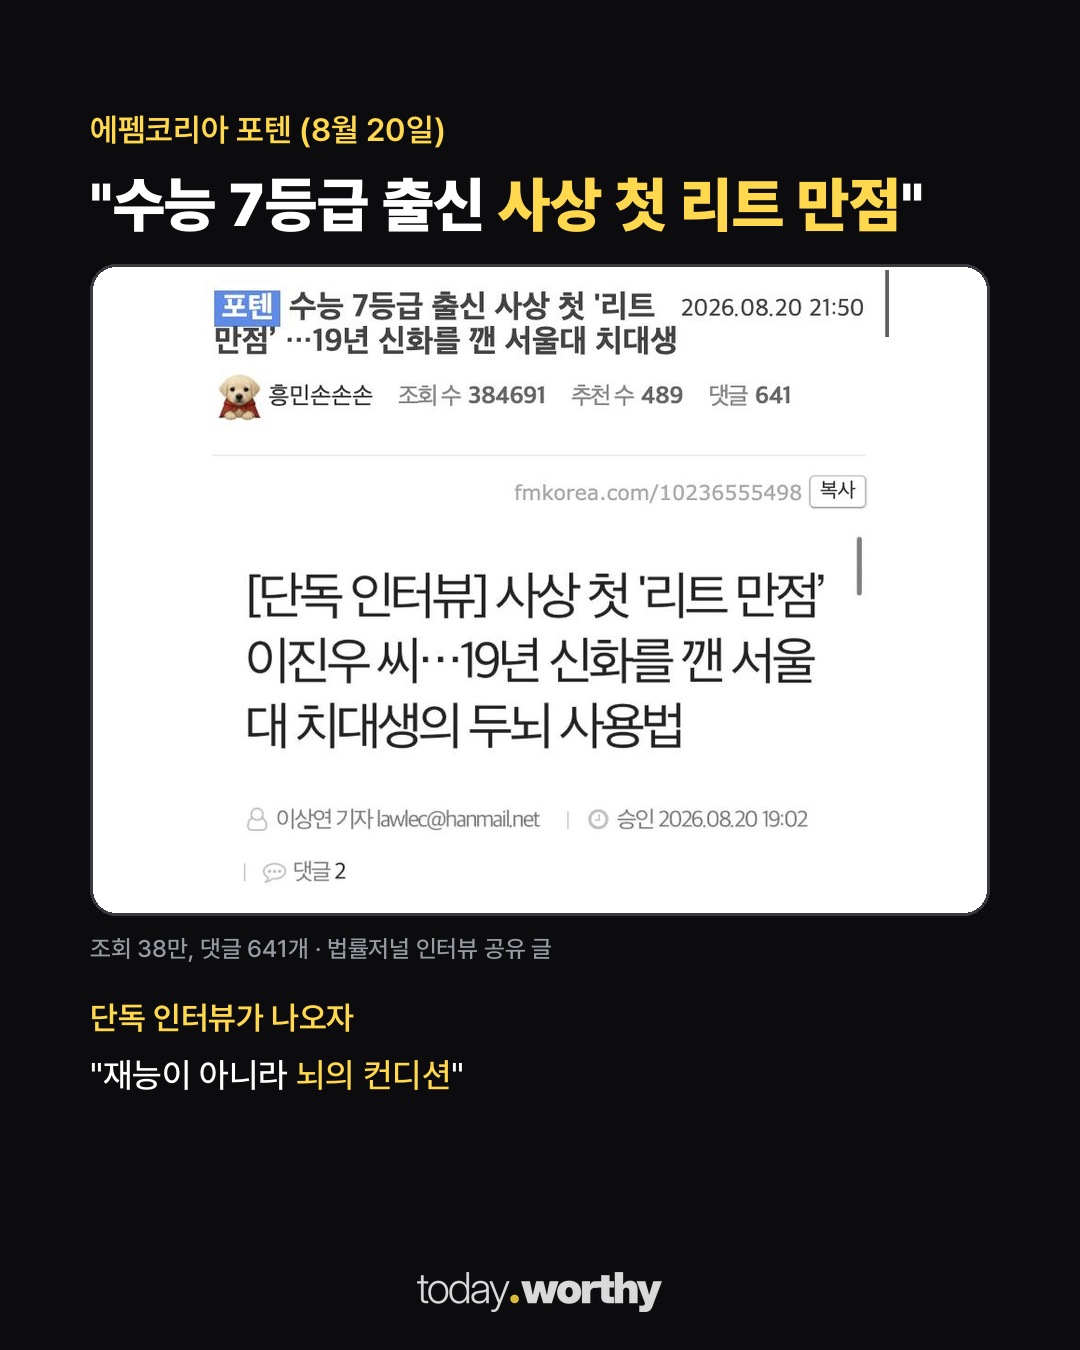 에펨코리아 포텐 (8월 20일)
"수능 7등급 출신 사상 첫 리트 만점"
포텐 수능 7등급 출신 사상 첫 '리트 2026.08.20 21:50
만점’ …19년 신화를 깬 서울대 치대생
흥민손손손 조회 수 384691 추천 수 489 댓글 641
fmkorea.com/10236555498 복사
[단독 인터뷰] 사상 첫 '리트 만점’
이진우 씨…19년 신화를 깬 서울
대 치대생의 두뇌 사용법
이상연 기자 lawlec@hanmail.net | 승인 2026.08.20 19:02
| 댓글 2
조회 38만, 댓글 641개 · 법률저널 인터뷰 공유 글
단독 인터뷰가 나오자
"재능이 아니라 뇌의 컨디션"
today.worthy